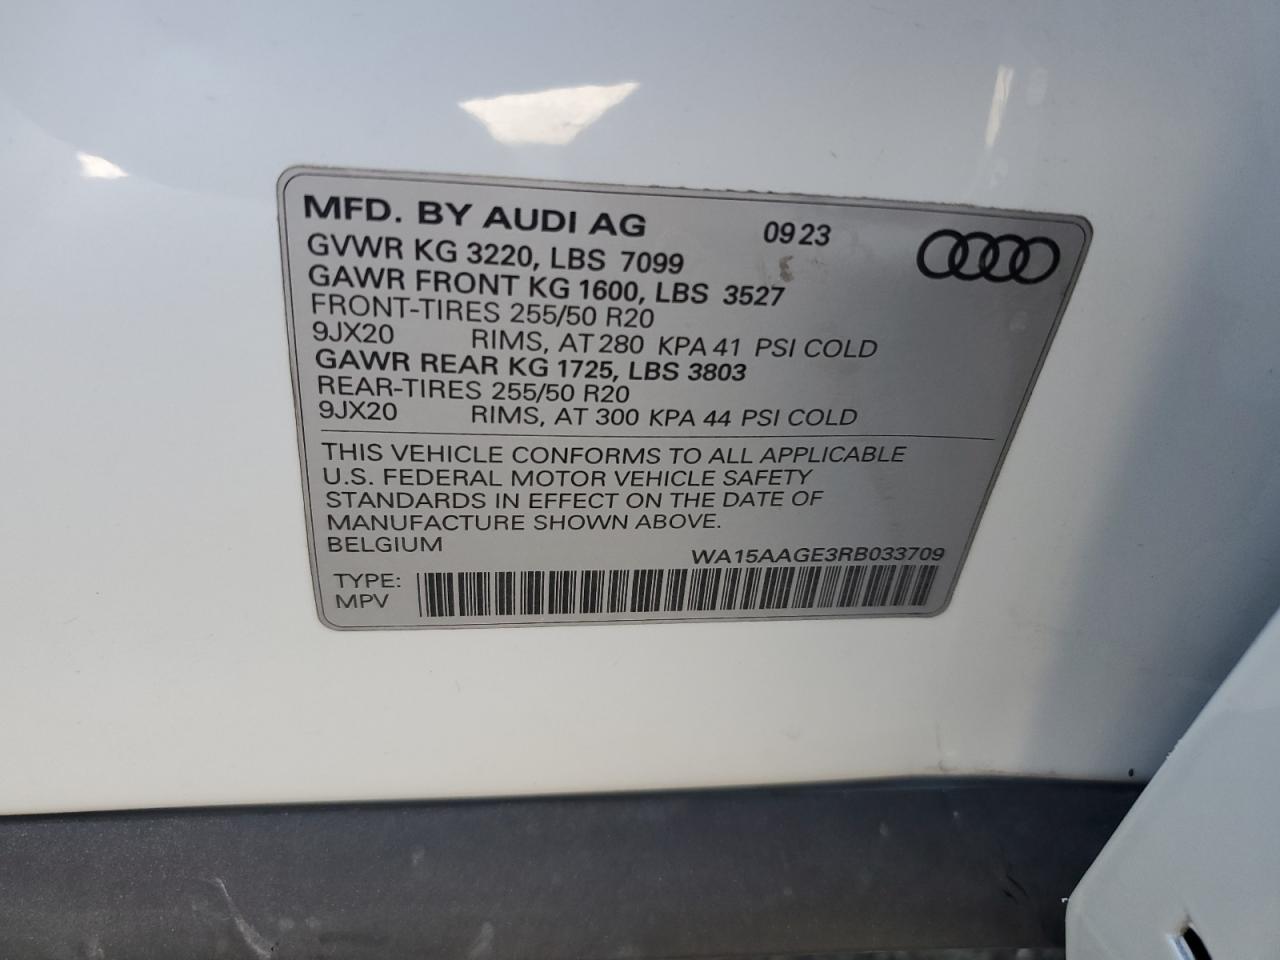 MFD. BY AUDI AG 09 23
GVWR KG 3220, LBS 7099
GAWR FRONT KG 1600, LBS 3527
FRONT-TIRES 255/50 R20
9JX20 RIMS, AT 280 KPA 41 PSI COLD
GAWR REAR KG 1725, LBS 3803
REAR-TIRES 255/50 R20
9JX20 RIMS, AT 300 KPA 44 PSI COLD
THIS VEHICLE CONFORMS TO ALL APPLICABLE
U.S. FEDERAL MOTOR VEHICLE SAFETY
STANDARDS IN EFFECT ON THE DATE OF
MANUFACTURE SHOWN ABOVE.
BELGIUM
WA15AAGE3RB033709
TYPE:
MPV